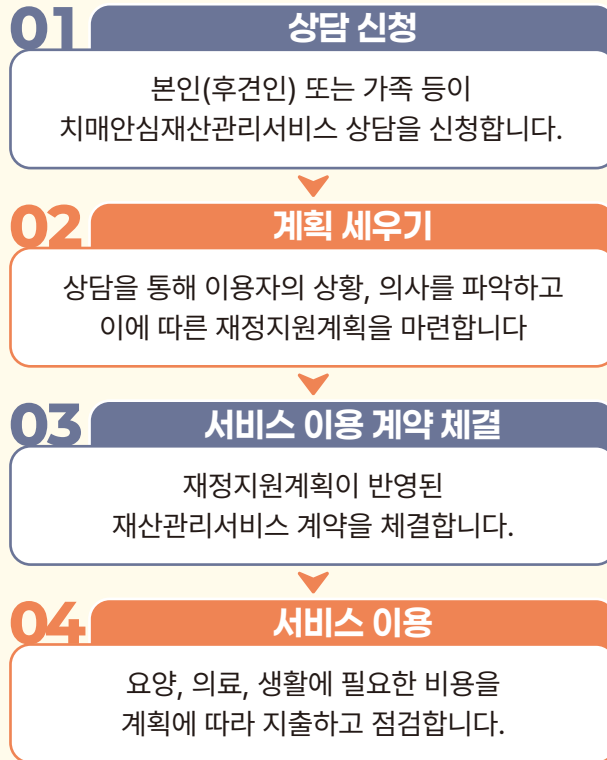 01 상담 신청
본인(후견인) 또는 가족 등이
치매안심재산관리서비스 상담을 신청합니다.
02 계획 세우기
상담을 통해 이용자의 상황, 의사를 파악하고
이에 따른 재정지원계획을 마련합니다
03 서비스 이용 계약 체결
재정지원계획이 반영된
재산관리서비스 계약을 체결합니다.
04 서비스 이용
요양, 의료, 생활에 필요한 비용을
계획에 따라 지출하고 점검합니다.